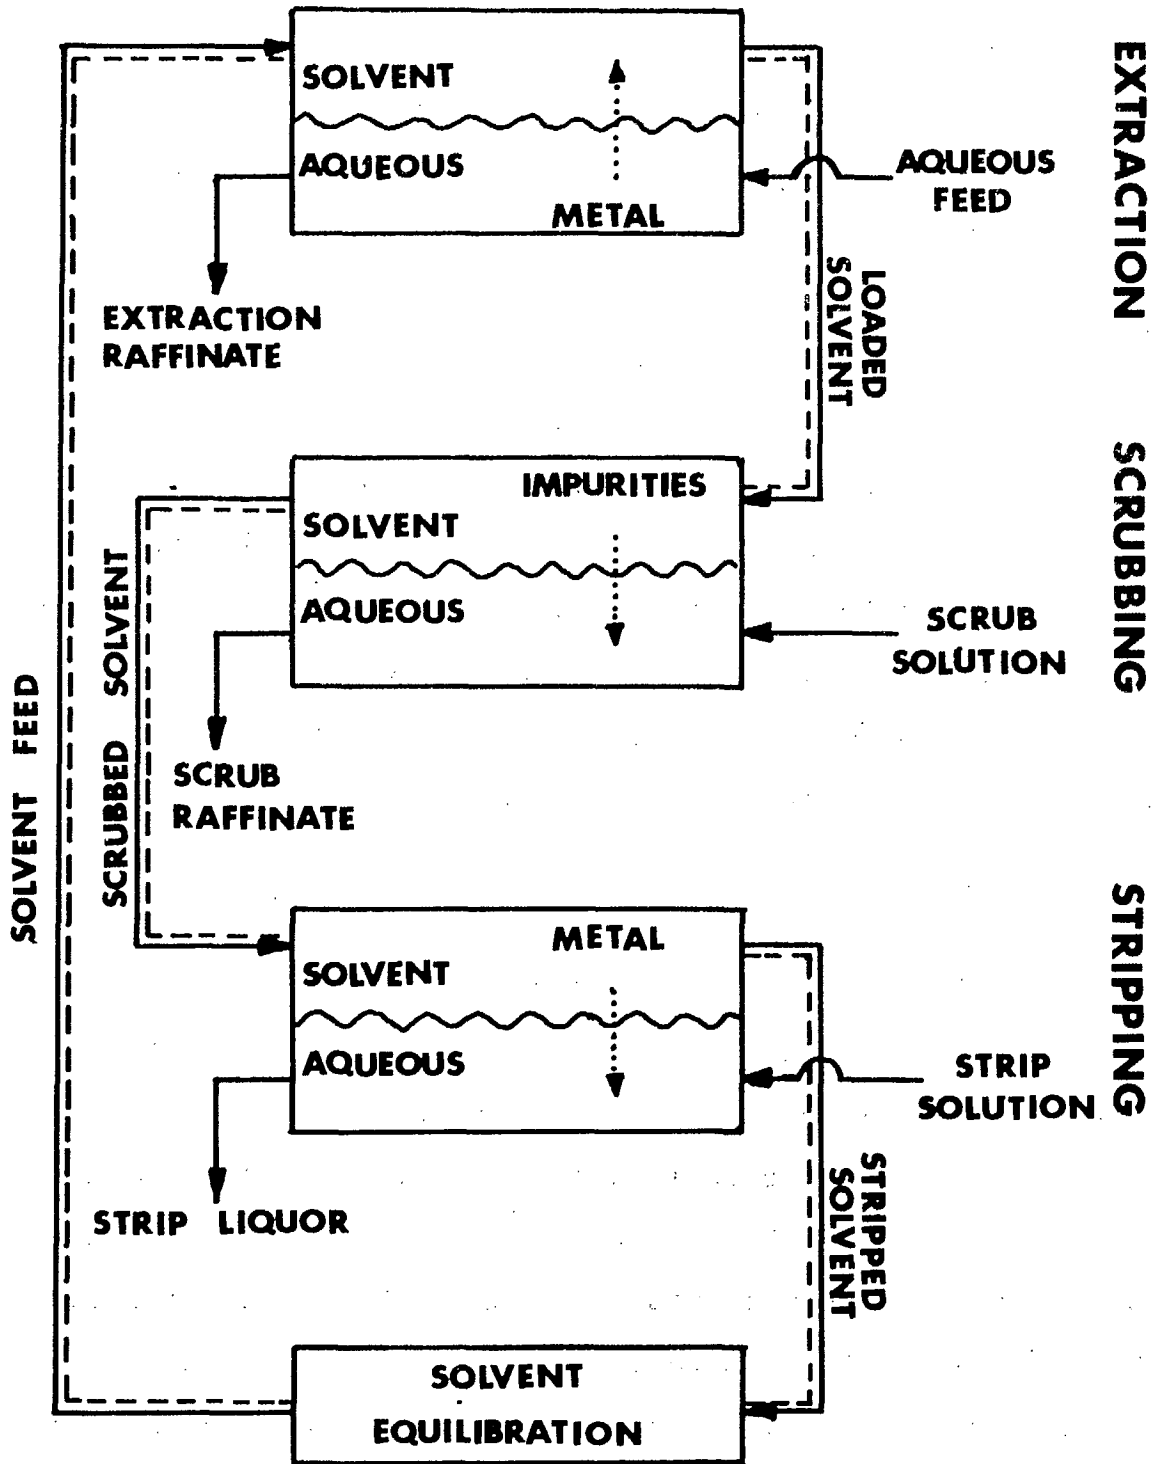 EXTRACTION
SOLVENT
AQUEOUS
METAL
AQUEOUS
FEED
EXTRACTION
RAFFINATE
LOADED
SOLVENT
SCRUBBING
IMPURITIES
SOLVENT
AQUEOUS
SCRUB
SOLUTION
SCRUB
RAFFINATE
SCRUBBED SOLVENT
SOLVENT FEED
STRIPPING
METAL
SOLVENT
AQUEOUS
STRIP
SOLUTION
STRIP LIQUOR
STRIPPED
SOLVENT
SOLVENT
EQUILIBRATION